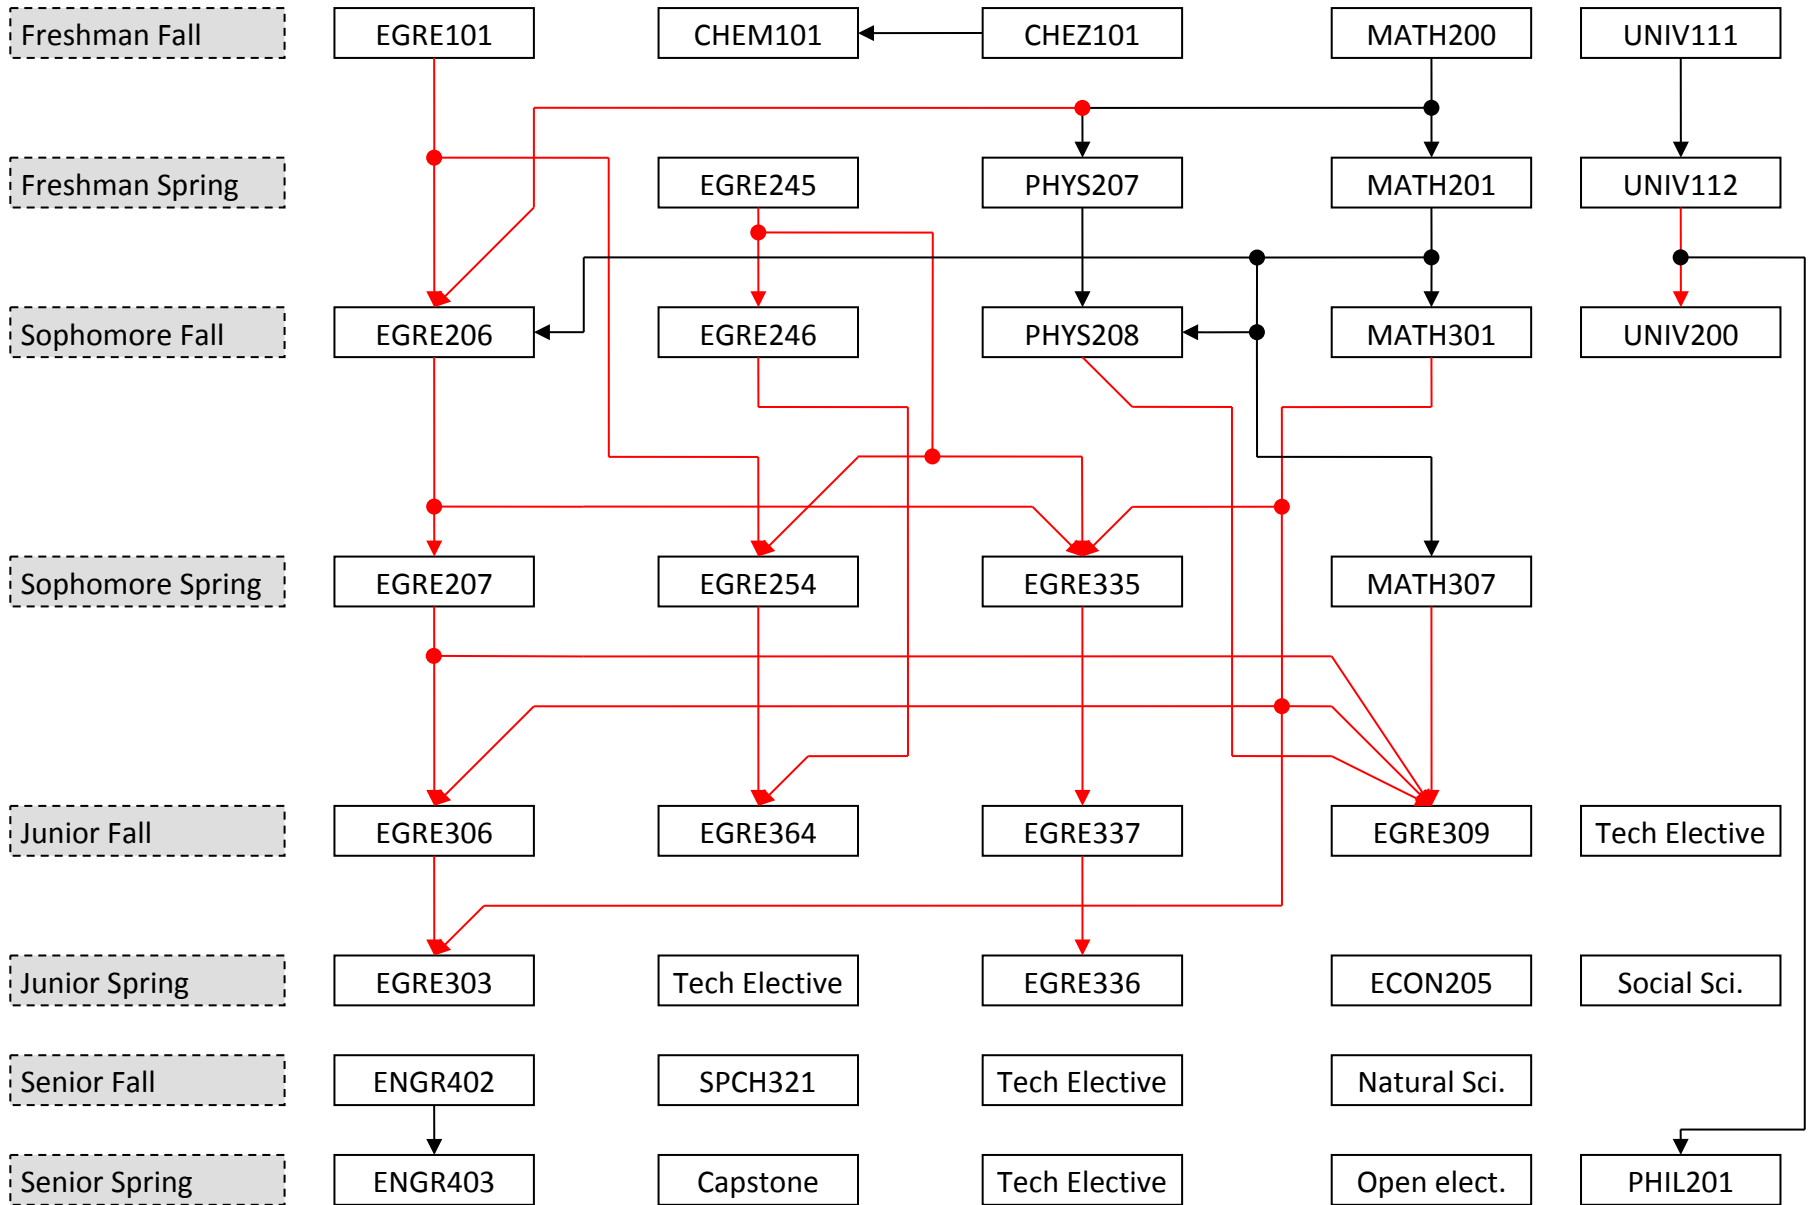 Freshman Fall
EGRE101
CHEM101
CHEZ101
MATH200
UNIV111
Freshman Spring
EGRE245
PHYS207
MATH201
UNIV112
Sophomore Fall
EGRE206
EGRE246
PHYS208
MATH301
UNIV200
Sophomore Spring
EGRE207
EGRE254
EGRE335
MATH307
Junior Fall
EGRE306
EGRE364
EGRE337
EGRE309
Tech Elective
Junior Spring
EGRE303
Tech Elective
EGRE336
ECON205
Social Sci.
Senior Fall
ENGR402
SPCH321
Tech Elective
Natural Sci.
Senior Spring
ENGR403
Capstone
Tech Elective
Open elect.
PHIL201